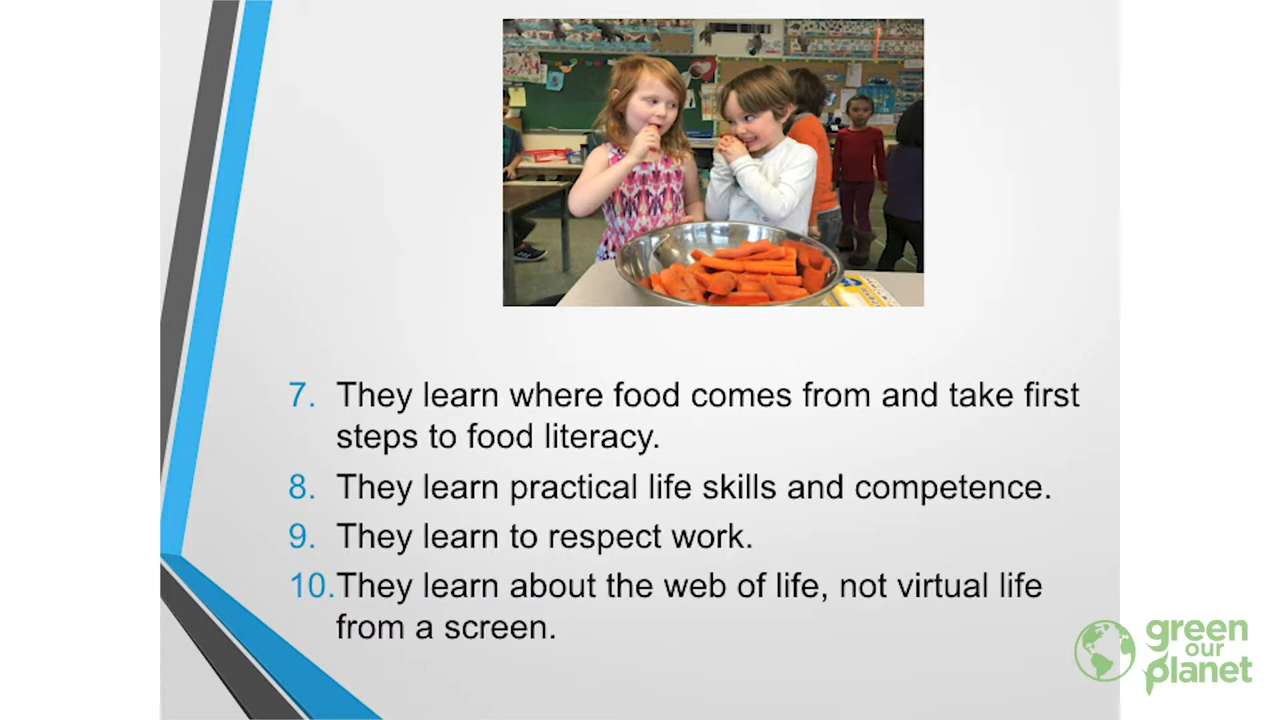 7. They learn where food comes from and take first
steps to food literacy.
8. They learn practical life skills and competence.
9. They learn to respect work.
10. They learn about the web of life, not virtual life
from a screen.
green
our
planet